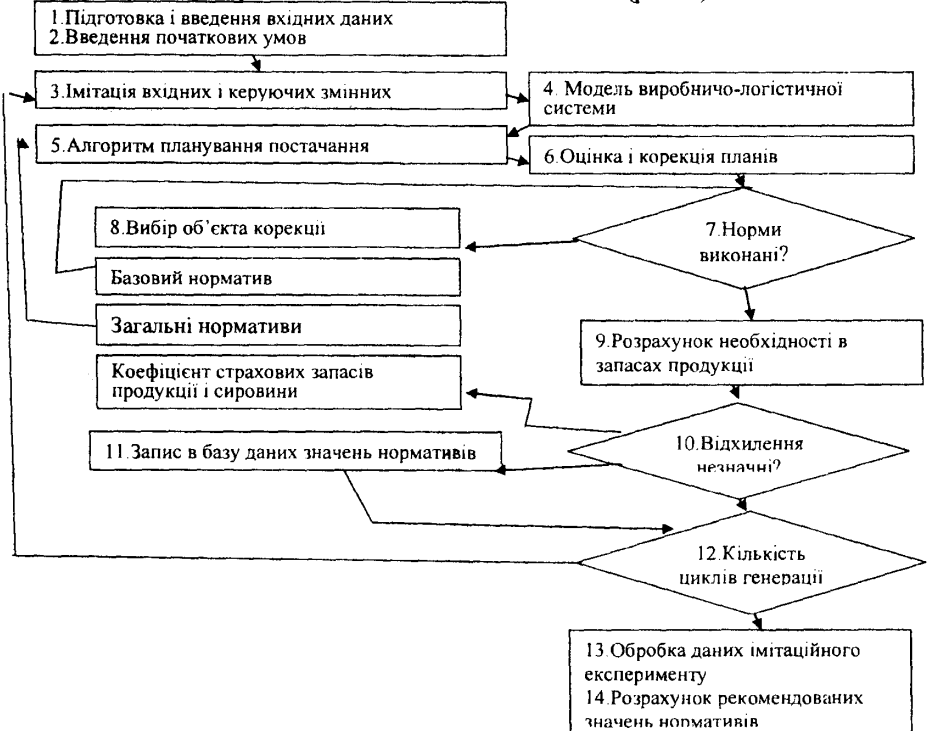 1.Підготовка і введення вхідних даних
2.Введення початкових умов
3.Імітація вхідних і керуючих змінних
4. Модель виробничо-логістичної
системи
5.Алгоритм планування постачання
6.Оцінка і корекція планів
7.Норми
виконані?
8.Вибір об’єкта корекції
Базовий норматив
Загальні нормативи
9.Розрахунок необхідності в
запасах продукції
Коефіцієнт страхових запасів
продукції і сировини
10.Відхилення
незначні?
11.Запис в базу даних значень нормативів
12.Кількість
циклів генерації
13.Обробка даних імітаційного
експерименту
14.Розрахунок рекомендованих
значень нормативів